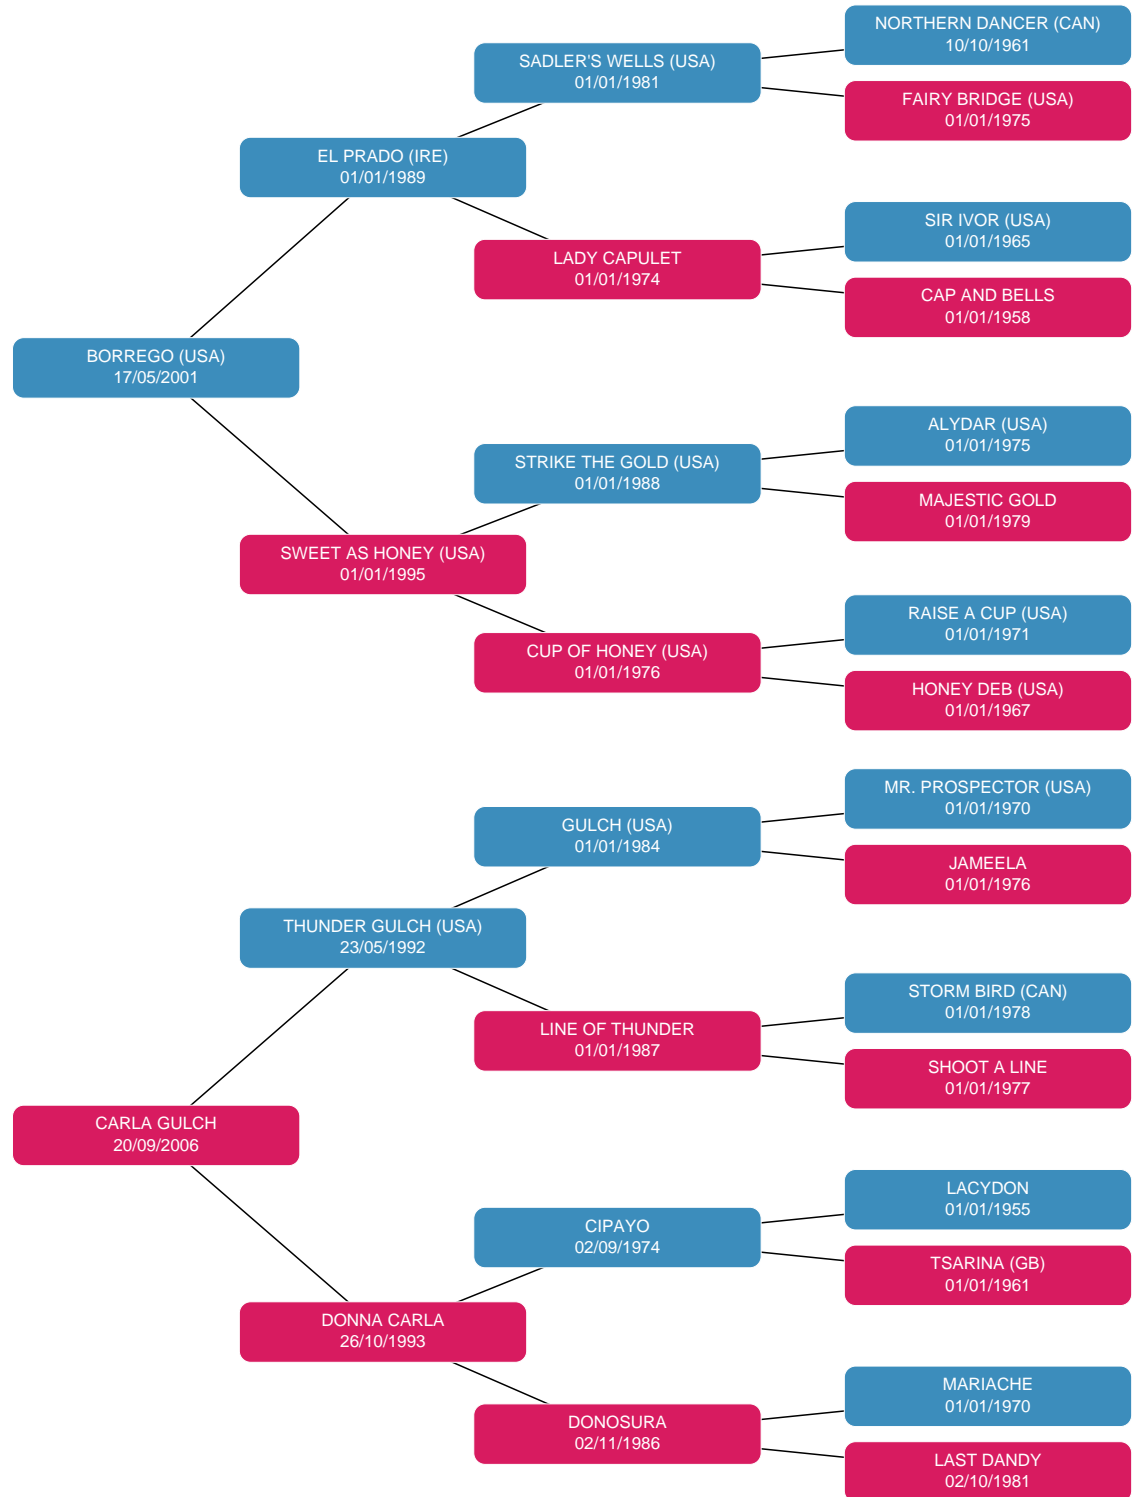 NORTHERN DANCER (CAN)
10/10/1961
SADLER'S WELLS (USA)
01/01/1981
FAIRY BRIDGE (USA)
01/01/1975
EL PRADO (IRE)
01/01/1989
SIR IVOR (USA)
01/01/1965
LADY CAPULET
01/01/1974
CAP AND BELLS
01/01/1958
BORREGO (USA)
17/05/2001
ALYDAR (USA)
01/01/1975
STRIKE THE GOLD (USA)
01/01/1988
MAJESTIC GOLD
01/01/1979
SWEET AS HONEY (USA)
01/01/1995
RAISE A CUP (USA)
01/01/1971
CUP OF HONEY (USA)
01/01/1976
HONEY DEB (USA)
01/01/1967
MR. PROSPECTOR (USA)
01/01/1970
GULCH (USA)
01/01/1984
JAMEELA
01/01/1976
THUNDER GULCH (USA)
23/05/1992
STORM BIRD (CAN)
01/01/1978
LINE OF THUNDER
01/01/1987
SHOOT A LINE
01/01/1977
CARLA GULCH
20/09/2006
LACYDON
01/01/1955
CIPAYO
02/09/1974
TSARINA (GB)
01/01/1961
DONNA CARLA
26/10/1993
MARIACHE
01/01/1970
DONOSURA
02/11/1986
LAST DANDY
02/10/1981